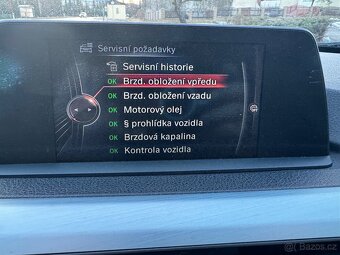 Servisní požadavky
Servisní historie
OK Brzd. obložení vpředu
OK Brzd. obložení vzadu
OK Motorový olej
OK § prohlídka vozidla
OK Brzdová kapalina
OK Kontrola vozidla
Bazos.cz